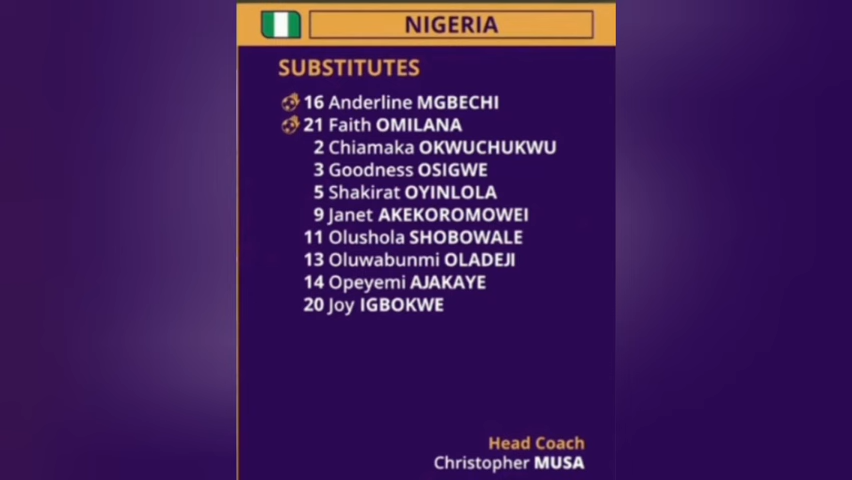 NIGERIA
SUBSTITUTES
16 Anderline MGBECHI
21 Faith OMILANA
2 Chiamaka OKWUCHUKWU
3 Goodness OSIGWE
5 Shakirat OYINLOLA
9 Janet AKEKOROMOWEI
11 Olushola SHOBOWALE
13 Oluwabunmi OLADEJI
14 Opeyemi AJAKAYE
20 Joy IGBOKWE
Head Coach
Christopher MUSA